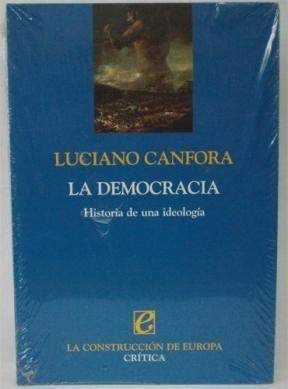 LUCIANO CANFORA
LA DEMOCRACIA
Historia de una ideología
e
LA CONSTRUCCIÓN DE EUROPA
CRÍTICA